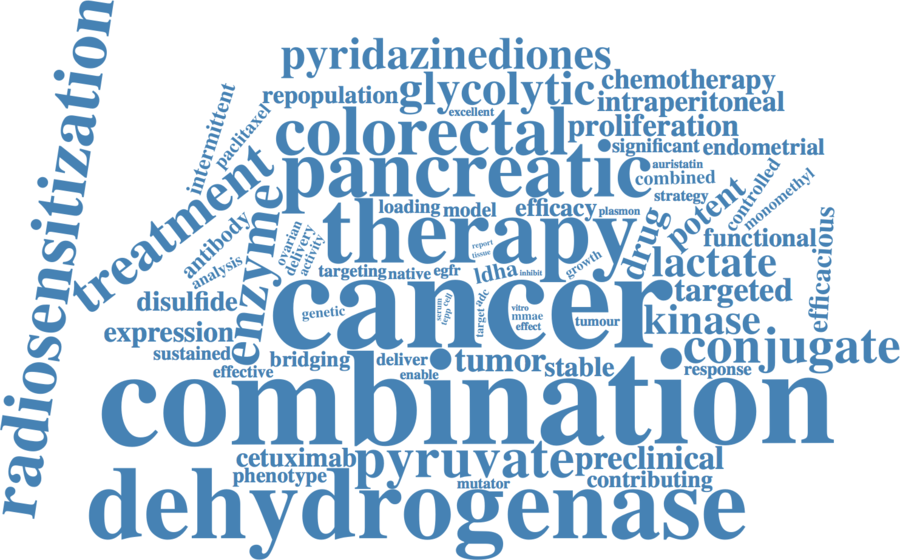 radiosensitization
pyridazinediones
glycolytic
chemotherapy
repopulation
intraperitoneal
excellent
intermittent
paclitaxel
colorectal
proliferation
significant
endometrial
pancreatic
auristatin
combined
strategy
controlled
monomethyl
treatment
loading
model
efficacy
plasmon
potent
antibody
enzyme
therapy
drug
functional
efficacious
ovarian
delivery
activity
analysis
report
tissue
growth
targeting
native
egfr
ldha
inhibit
lactate
disulfide
cancer
targeted
genetic
serum
tepp
cell
target
adc
vitro
mmae
effect
tumour
kinase
expression
sustained
bridging
deliver
tumor
stable
conjugate
effective
enable
response
combination
cetuximab
pyruvate
preclinical
phenotype
mutator
contributing
dehydrogenase